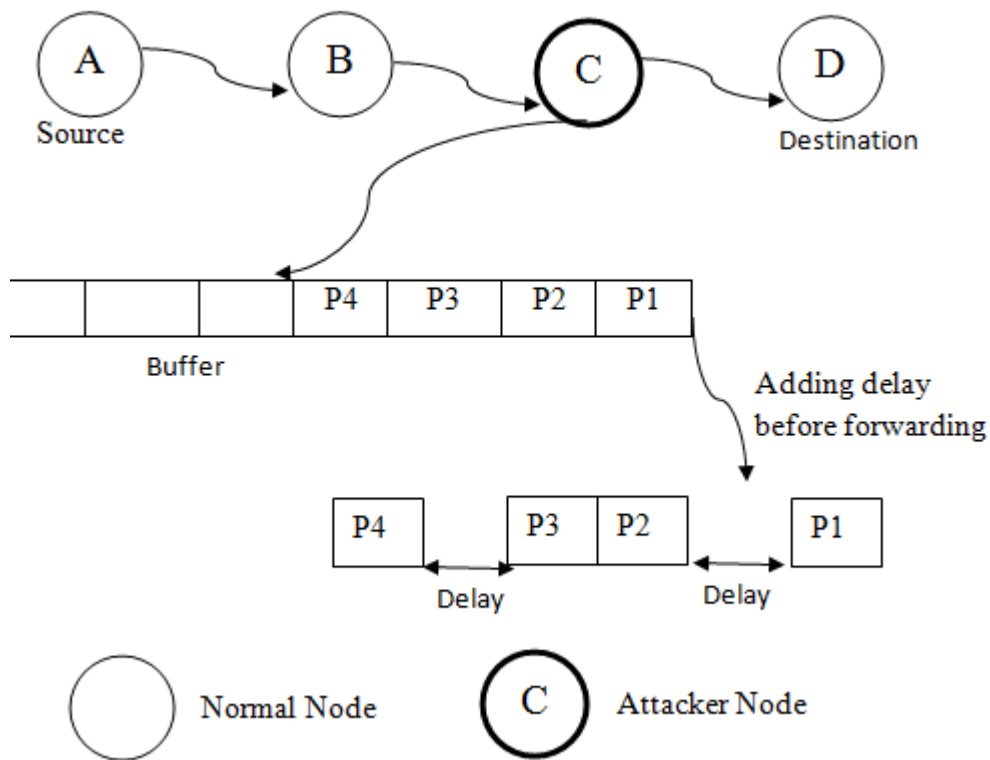 A
B
C
D
Source
Destination
P4 P3 P2 P1
Buffer
Adding delay
before forwarding
P4 P3 P2 P1
Delay
Delay
Normal Node
C
Attacker Node